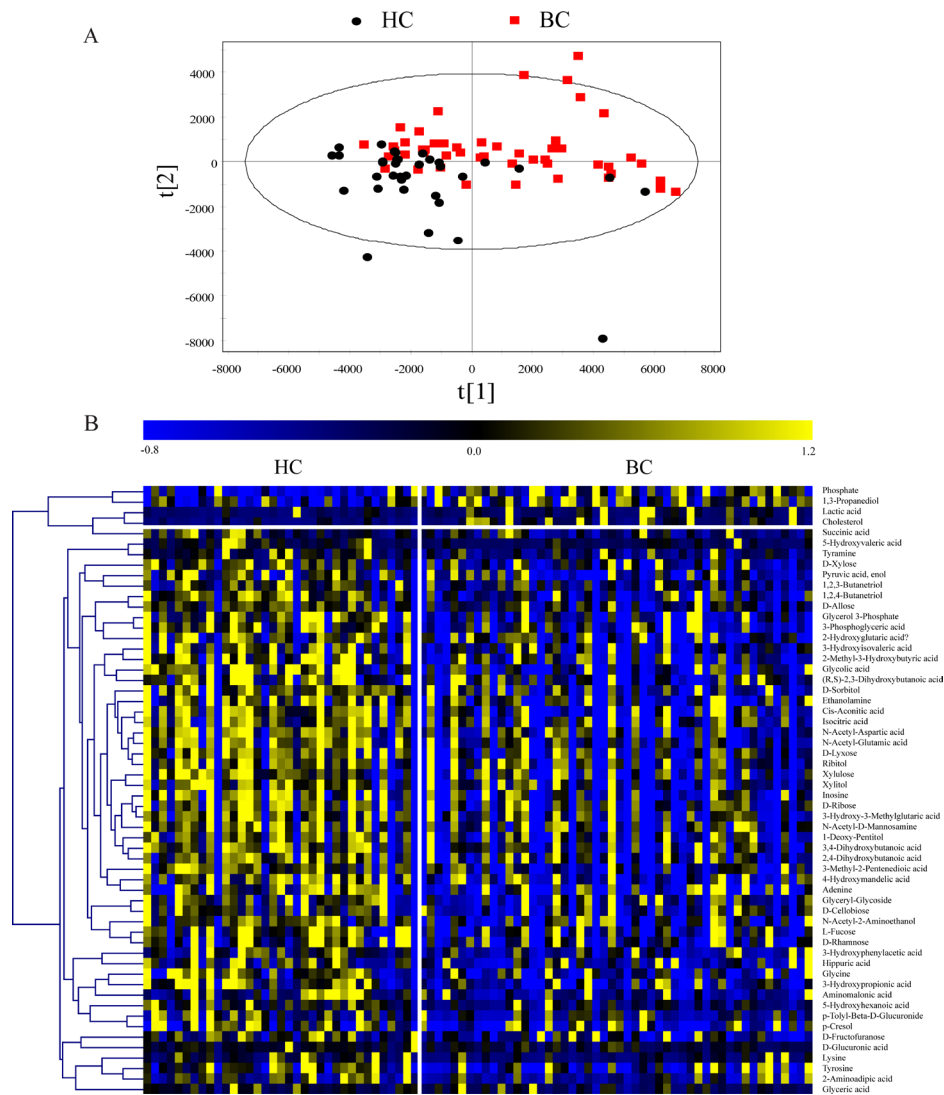 HC BC
A
4000
2000
0
-2000
-4000
-6000
-8000
t[2]
-8000 -6000 -4000 -2000 0 2000 4000 6000 8000
t[1]
B
-0.8 0.0 1.2
HC BC
Phosphate
1,3-Propanediol
Lactic acid
Cholesterol
Succinic acid
5-Hydroxyvaleric acid
Tyramine
D-Xylose
Pyruvic acid, enol
1,2,3-Butanetriol
1,2,4-Butanetriol
D-Allose
Glycerol 3-Phosphate
3-Phosphoglyceric acid
2-Hydroxyglutaric acid?
3-Hydroxyisovaleric acid
2-Methyl-3-Hydroxybutyric acid
Glycolic acid
(R,S)-2,3-Dihydroxybutanoic acid
D-Sorbitol
Ethanolamine
Cis-Aconitic acid
Isocitric acid
N-Acetyl-Aspartic acid
N-Acetyl-Glutamic acid
D-Lyxose
Ribitol
Xylulose
Xylitol
Inosine
D-Ribose
3-Hydroxy-3-Methylglutaric acid
N-Acetyl-D-Mannosamine
1-Deoxy-Pentitol
3,4-Dihydroxybutanoic acid
2,4-Dihydroxybutanoic acid
3-Methyl-2-Pentenedioic acid
4-Hydroxymandelic acid
Adenine
Glyceryl-Glycoside
D-Cellobiose
N-Acetyl-2-Aminoethanol
L-Fucose
D-Rhamnose
3-Hydroxyphenylacetic acid
Hippuric acid
Glycine
3-Hydroxypropionic acid
Aminomalonic acid
5-Hydroxyhexanoic acid
p-Tolyl-Beta-D-Glucuronide
p-Cresol
D-Fructofuranose
D-Glucuronic acid
Lysine
Tyrosine
2-Aminoadipic acid
Glyceric acid